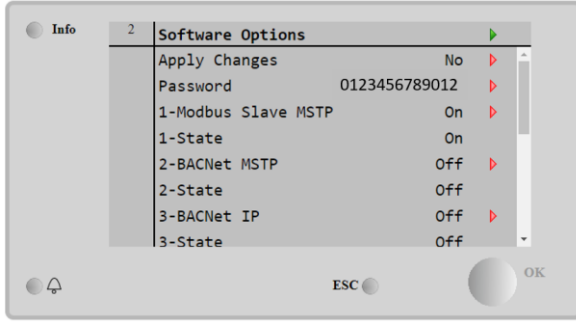 Info
2 Software Options
Apply Changes No
Password 0123456789012
1-Modbus Slave MSTP On
1-State On
2-BACNet MSTP Off
2-State Off
3-BACNet IP Off
3-State Off
ESC
OK